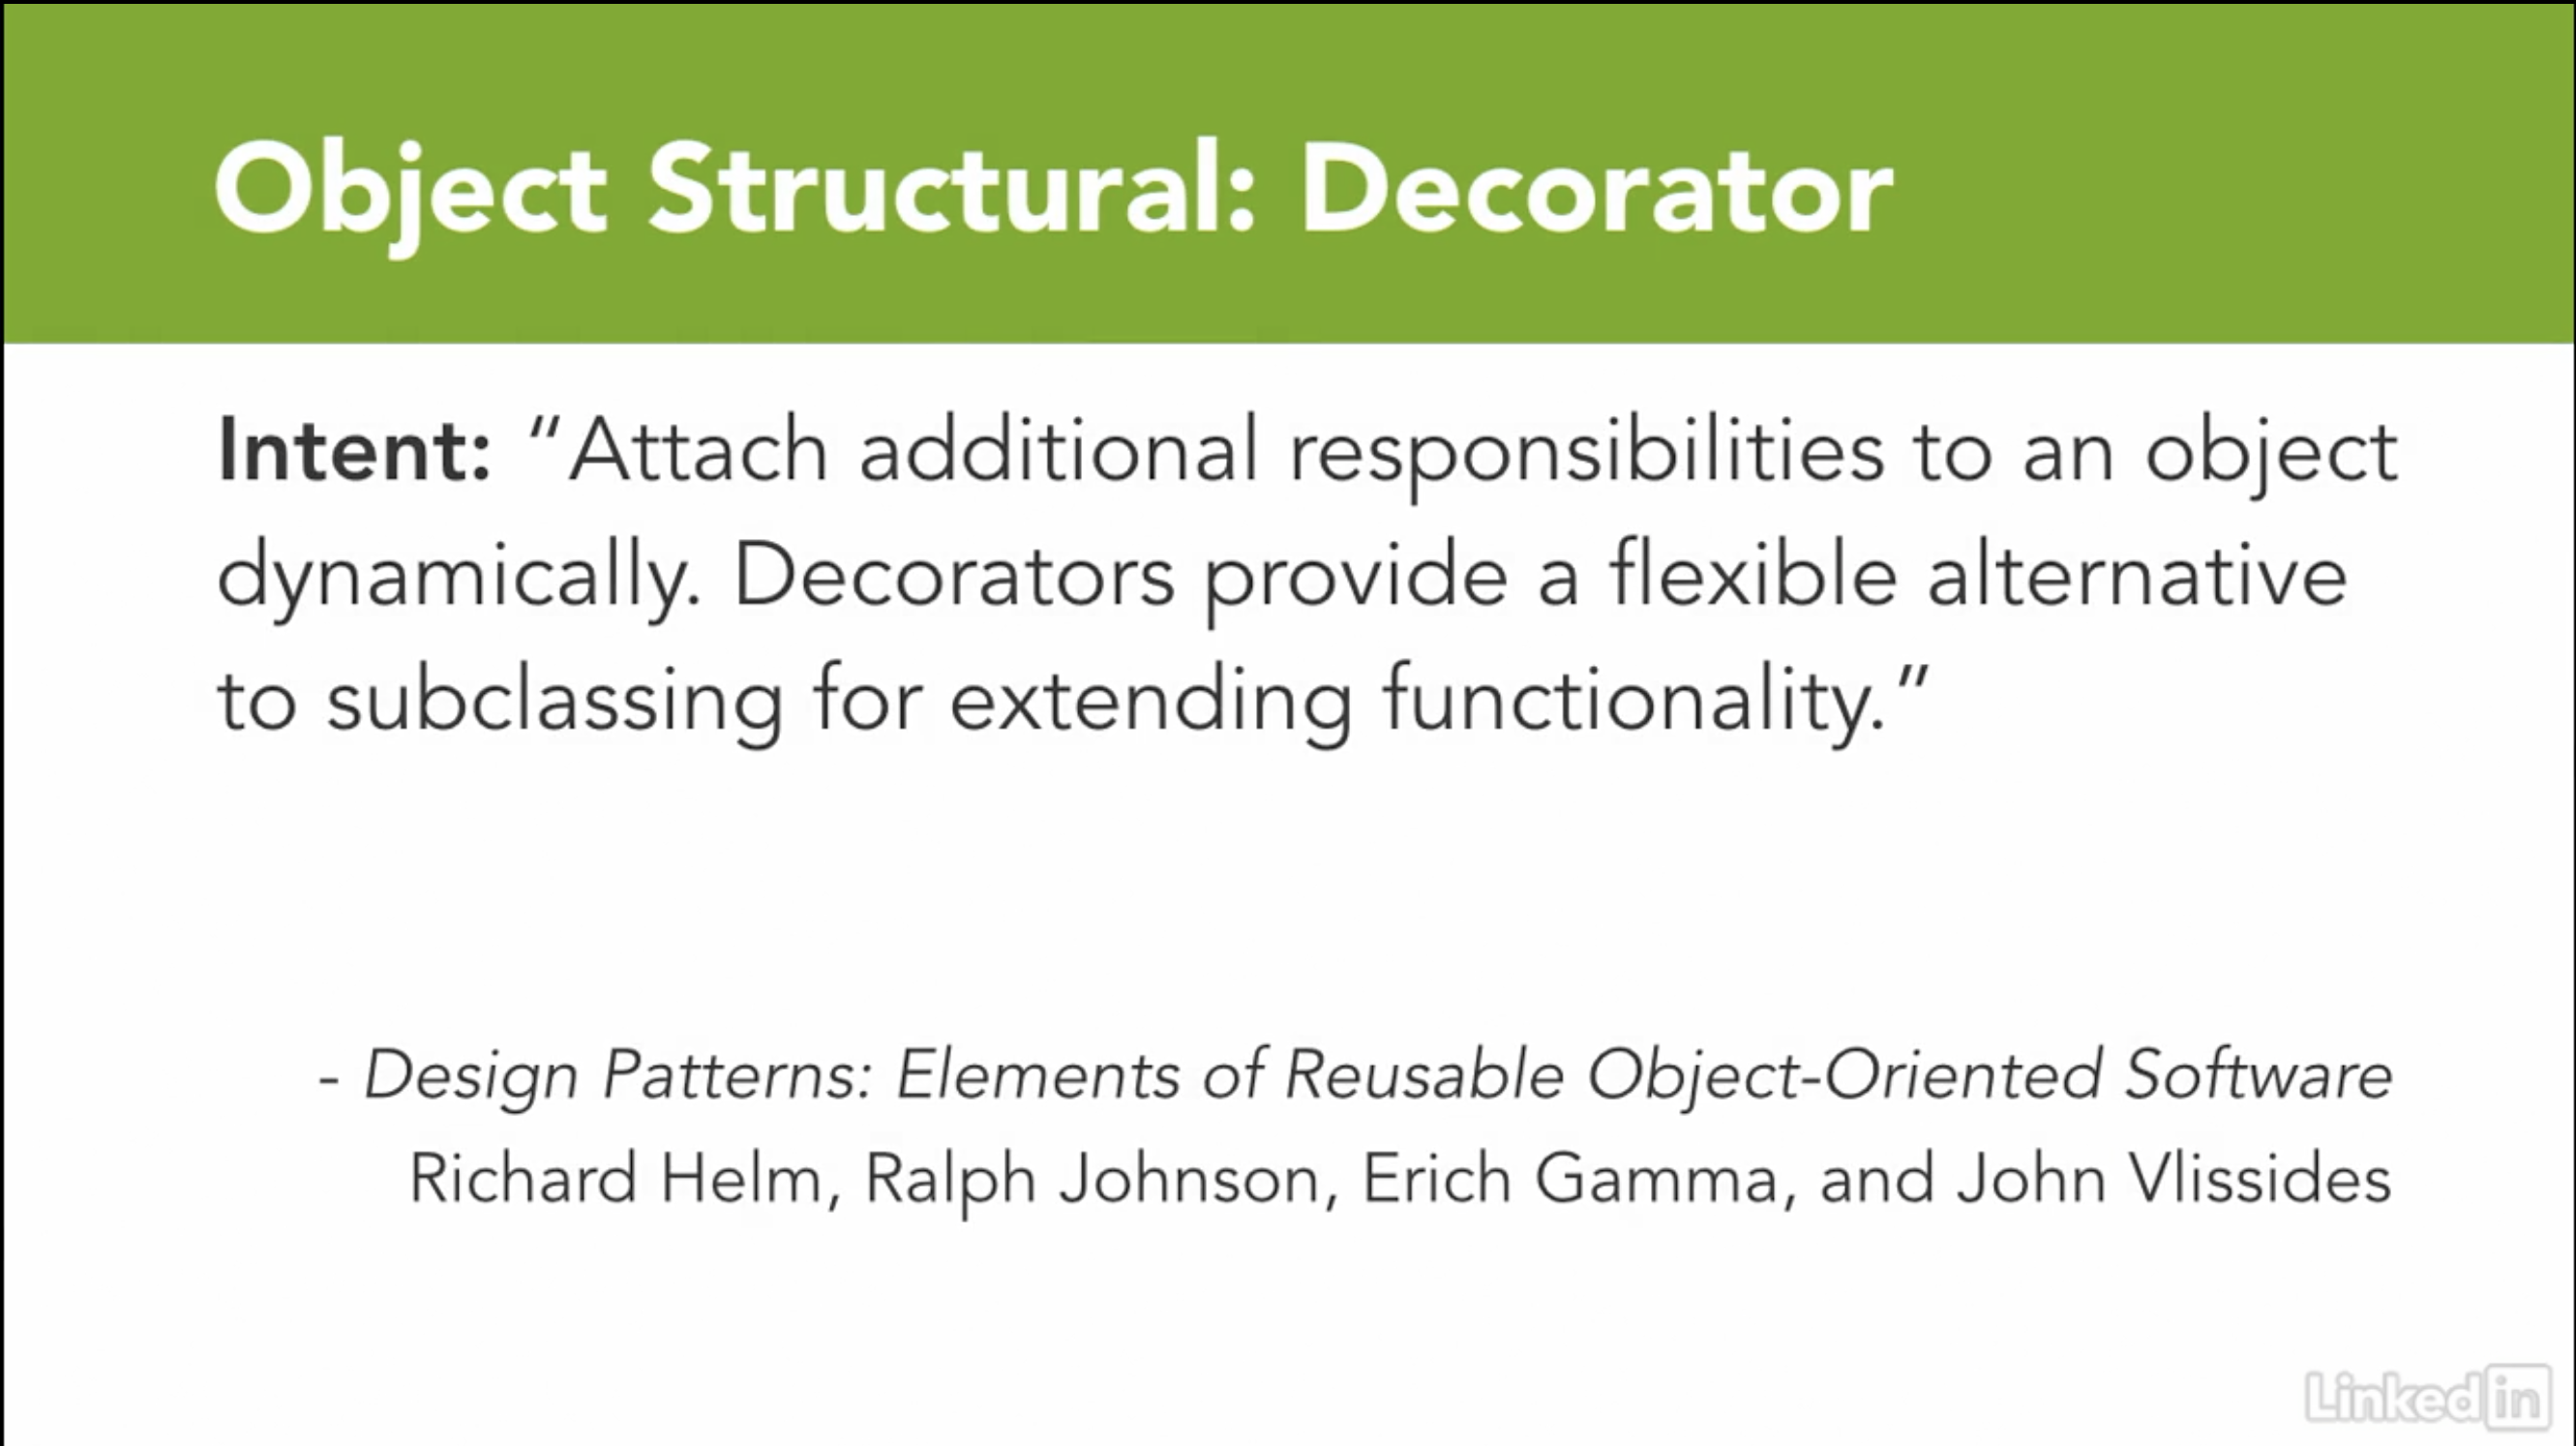 Object Structural: Decorator
Intent: “Attach additional responsibilities to an object
dynamically. Decorators provide a flexible alternative
to subclassing for extending functionality.”
- Design Patterns: Elements of Reusable Object-Oriented Software
Richard Helm, Ralph Johnson, Erich Gamma, and John Vlissides
Linkedin